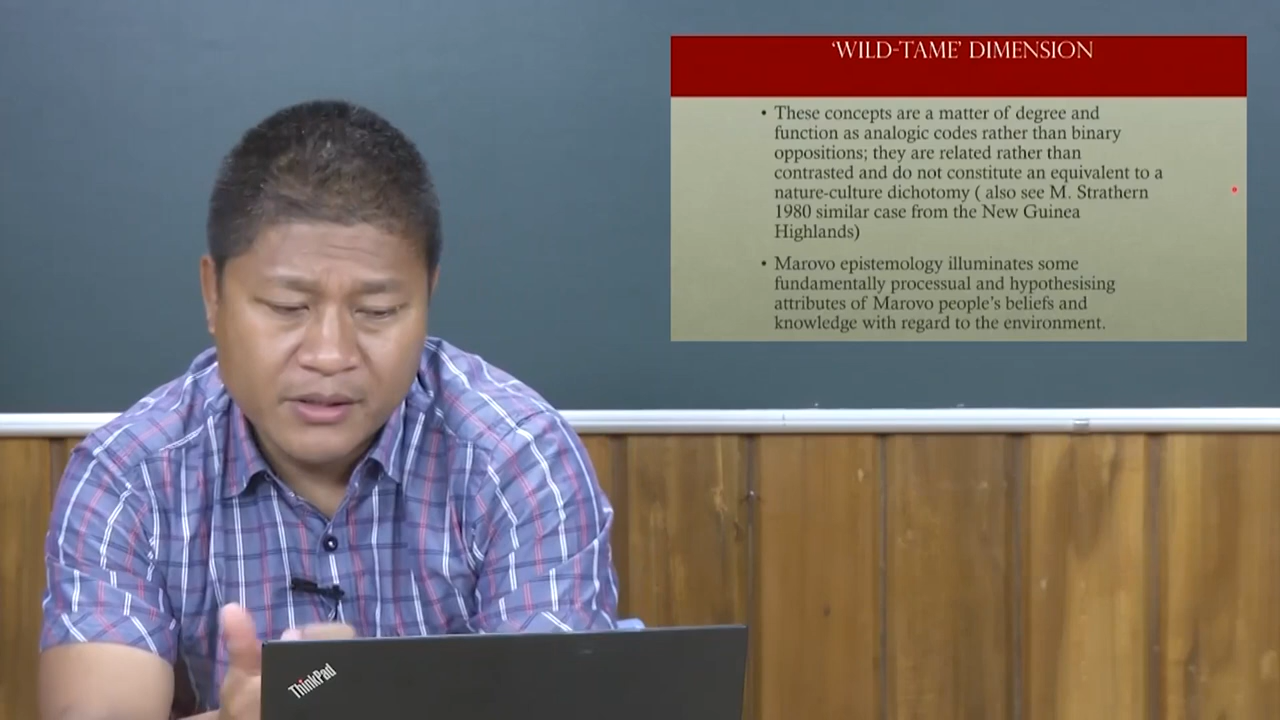 ‘WILD-TAME’ DIMENSION
• These concepts are a matter of degree and
function as analogic codes rather than binary
oppositions; they are related rather than
contrasted and do not constitute an equivalent to a
nature-culture dichotomy ( also see M. Strathern
1980 similar case from the New Guinea
Highlands)
• Marovo epistemology illuminates some
fundamentally processual and hypothesising
attributes of Marovo people’s beliefs and
knowledge with regard to the environment.
ThinkPad